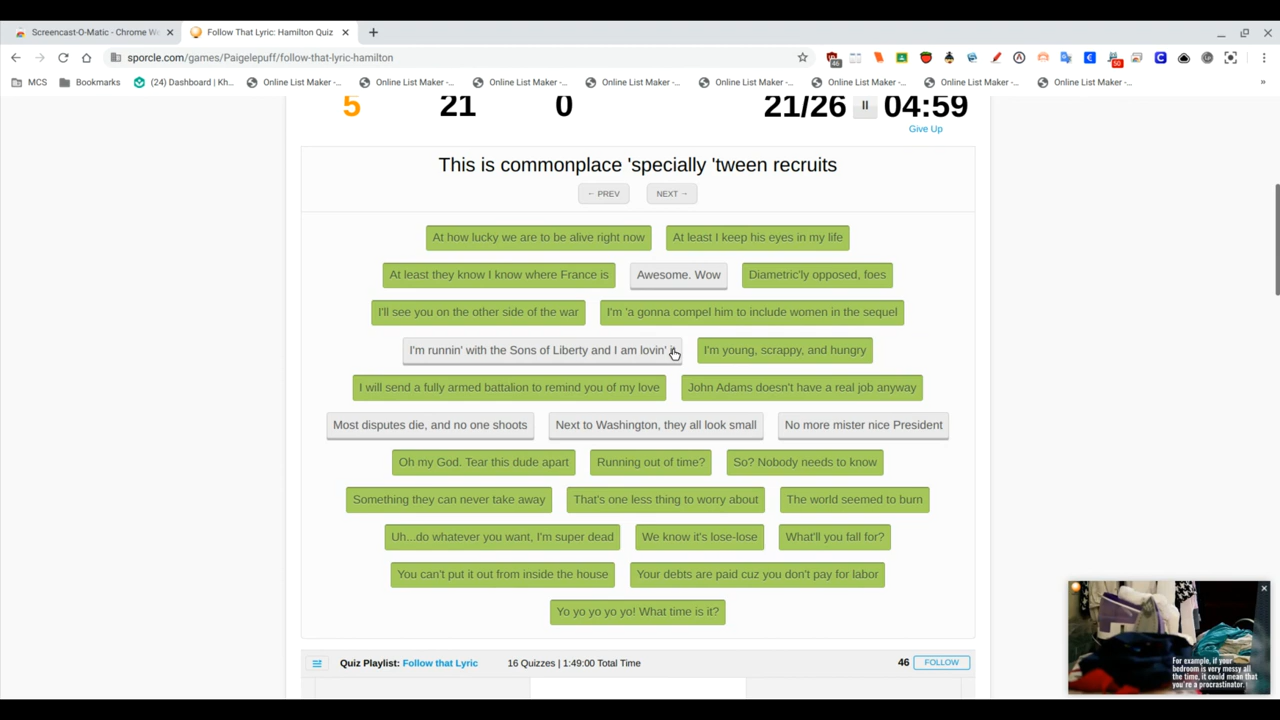 Screencast-O-Matic - Chrome W
Follow That Lyric: Hamilton Quiz
sporcle.com/games/Paigelepuff/follow-that-lyric-hamilton
MCS
Bookmarks
(24) Dashboard | Kh...
Online List Maker -...
Online List Maker -...
Online List Maker -...
Online List Maker -...
Online List Maker -...
Online List Maker -...
Online List Maker -...
Online List Maker -...
5 21 0 21/26 04:59
Give Up
This is commonplace 'specially 'tween recruits
← PREV NEXT →
At how lucky we are to be alive right now
At least I keep his eyes in my life
At least they know I know where France is
Awesome. Wow
Diametric'ly opposed, foes
I'll see you on the other side of the war
I'm 'a gonna compel him to include women in the sequel
I'm runnin' with the Sons of Liberty and I am lovin'
I'm young, scrappy, and hungry
I will send a fully armed battalion to remind you of my love
John Adams doesn't have a real job anyway
Most disputes die, and no one shoots
Next to Washington, they all look small
No more mister nice President
Oh my God. Tear this dude apart
Running out of time?
So? Nobody needs to know
Something they can never take away
That's one less thing to worry about
The world seemed to burn
Uh...do whatever you want, I'm super dead
We know it's lose-lose
What'll you fall for?
You can't put it out from inside the house
Your debts are paid cuz you don't pay for labor
Yo yo yo yo yo! What time is it?
Quiz Playlist: Follow that Lyric 16 Quizzes | 1:49:00 Total Time 46 FOLLOW
For example, if your
bedroom is very messy all
the time, it could mean that
you're a procrastinator.